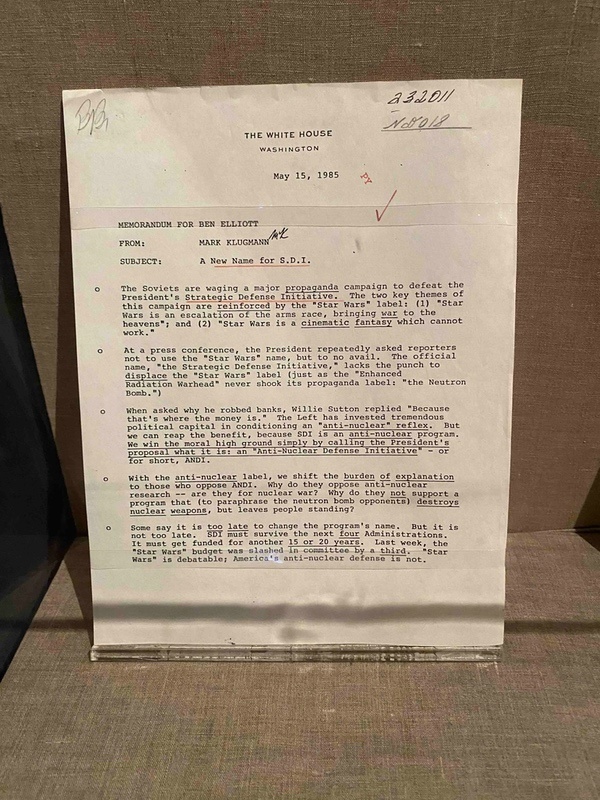 232011
ND018
THE WHITE HOUSE
WASHINGTON
May 15, 1985
MEMORANDUM FOR BEN ELLIOTT
FROM: MARK KLUGMANN MK
SUBJECT: A New Name for S.D.I.
o The Soviets are waging a major propaganda campaign to defeat the
President's Strategic Defense Initiative. The two key themes of
this campaign are reinforced by the "Star Wars" label: (1) "Star
Wars is an escalation of the arms race, bringing war to the
heavens"; and (2) "Star Wars is a cinematic fantasy which cannot
work."
o At a press conference, the President repeatedly asked reporters
not to use the "Star Wars" name, but to no avail. The official
name, "the Strategic Defense Initiative," lacks the punch to
displace the "Star Wars" label (just as the "Enhanced
Radiation Warhead" never shook its propaganda label: "the Neutron
Bomb.")
o When asked why he robbed banks, Willie Sutton replied "Because
that's where the money is." The Left has invested tremendous
political capital in conditioning an "anti-nuclear" reflex. But
we can reap the benefit, because SDI is an anti-nuclear program.
We win the moral high ground simply by calling the President's
proposal what it is: an "Anti-Nuclear Defense Initiative" - or
for short, ANDI.
o With the anti-nuclear label, we shift the burden of explanation
to those who oppose ANDI. Why do they oppose anti-nuclear
research -- are they for nuclear war? Why do they not support a
program that (to paraphrase the neutron bomb opponents) destroys
nuclear weapons, but leaves people standing?
o Some say it is too late to change the program's name. But it is
not too late. SDI must survive the next four Administrations.
It must get funded for another 15 or 20 years. Last week, the
"Star Wars" budget was slashed in committee by a third. "Star
Wars" is debatable; America's anti-nuclear defense is not.